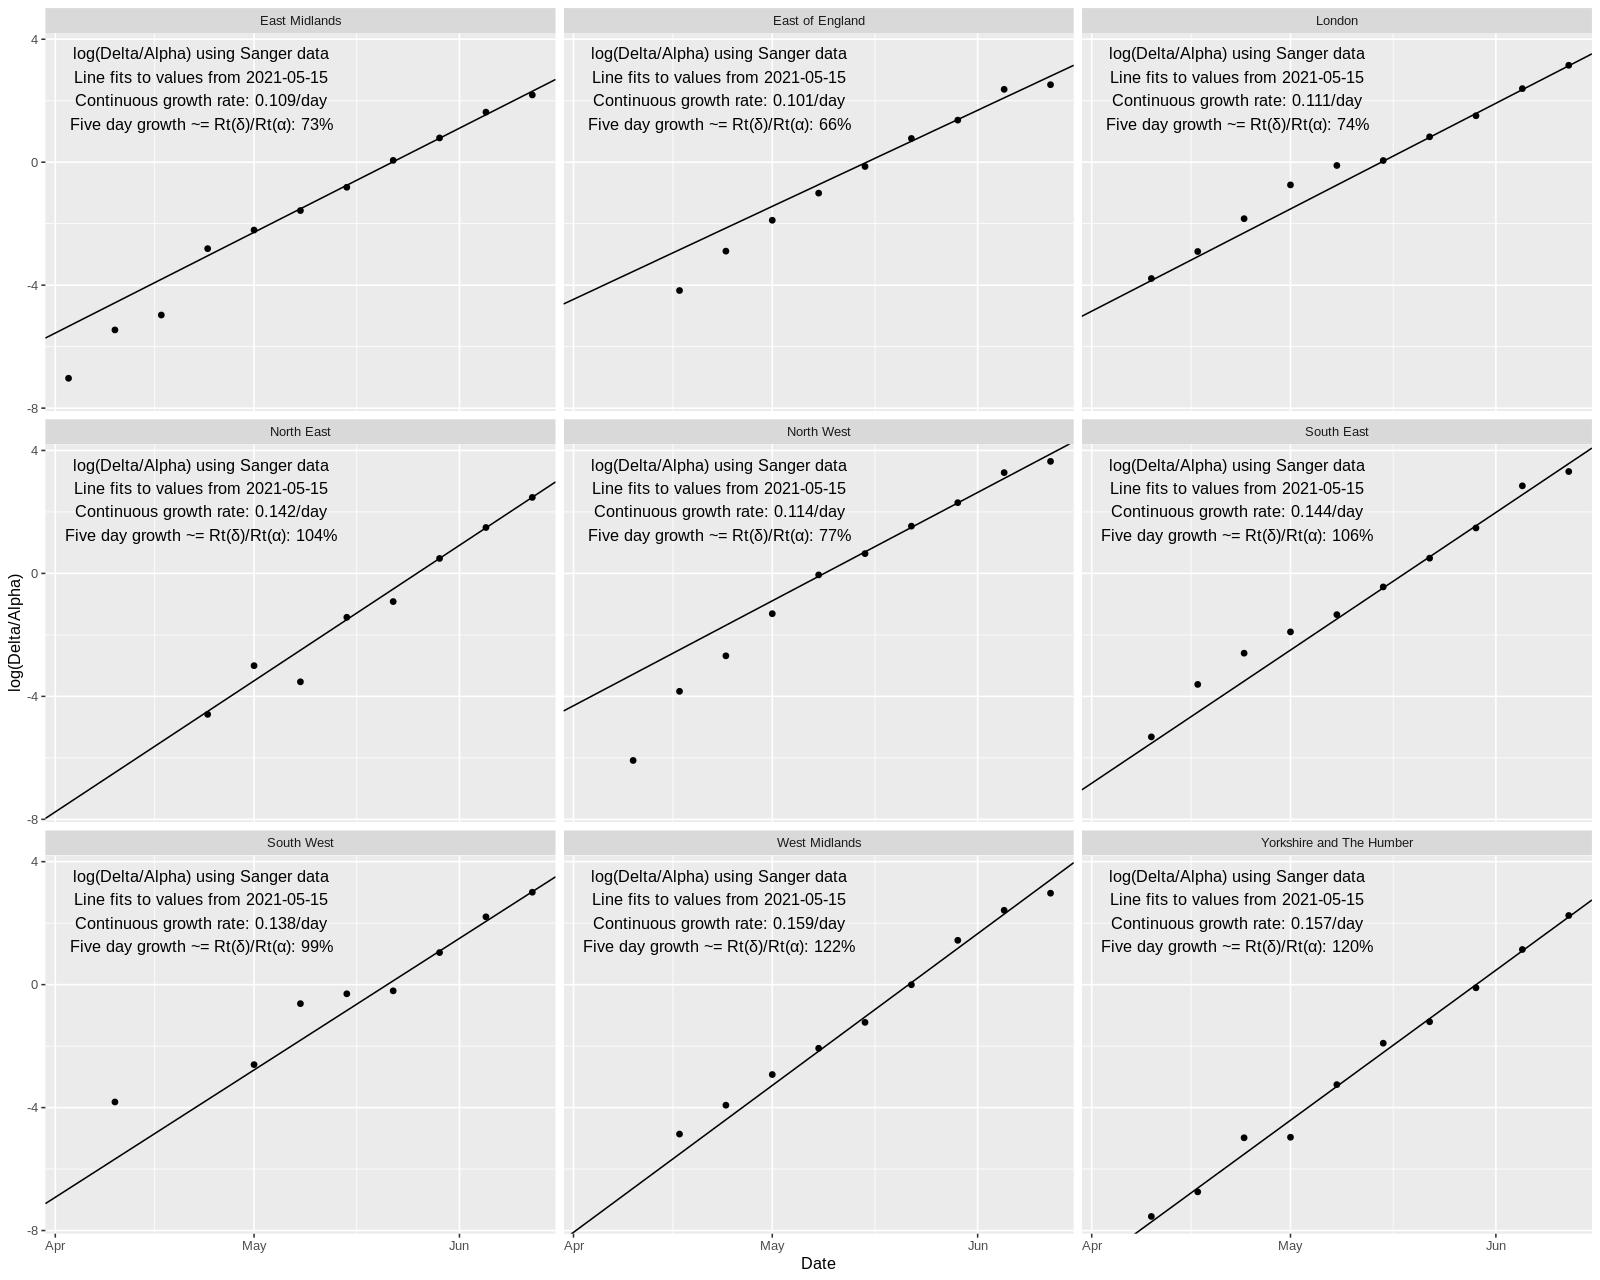 East Midlands
East of England
London
4
0
-4
-8
log(Delta/Alpha) using Sanger data
Line fits to values from 2021-05-15
Continuous growth rate: 0.109/day
Five day growth ~= Rt(δ)/Rt(α): 73%
log(Delta/Alpha) using Sanger data
Line fits to values from 2021-05-15
Continuous growth rate: 0.101/day
Five day growth ~= Rt(δ)/Rt(α): 66%
log(Delta/Alpha) using Sanger data
Line fits to values from 2021-05-15
Continuous growth rate: 0.111/day
Five day growth ~= Rt(δ)/Rt(α): 74%
North East
North West
South East
4
0
-4
-8
log(Delta/Alpha) using Sanger data
Line fits to values from 2021-05-15
Continuous growth rate: 0.142/day
Five day growth ~= Rt(δ)/Rt(α): 104%
log(Delta/Alpha) using Sanger data
Line fits to values from 2021-05-15
Continuous growth rate: 0.114/day
Five day growth ~= Rt(δ)/Rt(α): 77%
log(Delta/Alpha) using Sanger data
Line fits to values from 2021-05-15
Continuous growth rate: 0.144/day
Five day growth ~= Rt(δ)/Rt(α): 106%
log(Delta/Alpha)
South West
West Midlands
Yorkshire and The Humber
4
0
-4
-8
log(Delta/Alpha) using Sanger data
Line fits to values from 2021-05-15
Continuous growth rate: 0.138/day
Five day growth ~= Rt(δ)/Rt(α): 99%
log(Delta/Alpha) using Sanger data
Line fits to values from 2021-05-15
Continuous growth rate: 0.159/day
Five day growth ~= Rt(δ)/Rt(α): 122%
log(Delta/Alpha) using Sanger data
Line fits to values from 2021-05-15
Continuous growth rate: 0.157/day
Five day growth ~= Rt(δ)/Rt(α): 120%
Apr May Jun
Apr May Jun
Apr May Jun
Date